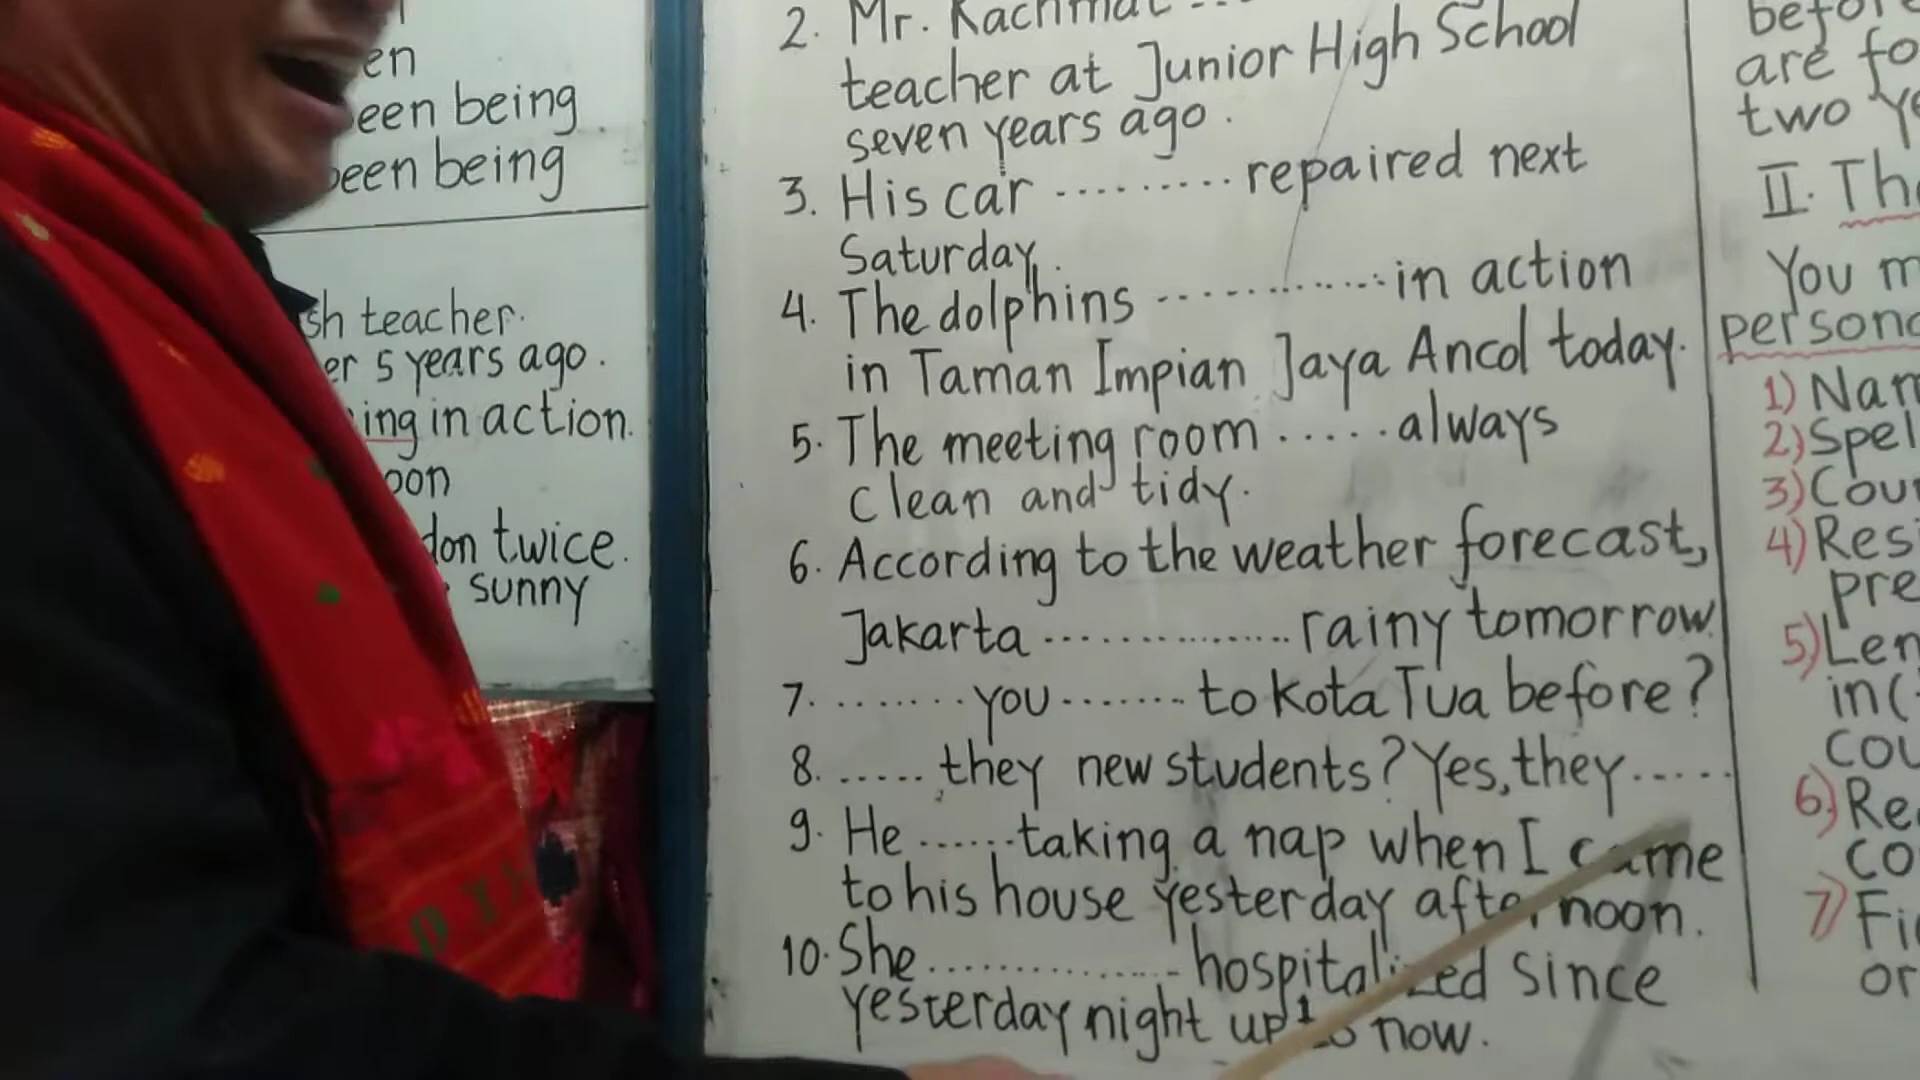 en
een being
been being
sh teacher.
er 5 years ago.
ing in action.
oon
don twice.
sunny
2. Mr. Rachmat ...
teacher at Junior High School
seven years ago.
3. His car .......... repaired next
Saturday.
4. The dolphins .............. in action
in Taman Impian Jaya Ancol today.
5. The meeting room ..... always
clean and tidy.
6. According to the weather forecast,
Jakarta ............... rainy tomorrow.
7. ....... you ....... to Kota Tua before?
8. ...... they new students? Yes, they .....
9. He ...... taking a nap when I came
to his house yesterday afternoon.
10. She .............. hospitalized since
yesterday night up to now.
before
are fo
two ye
II. The
You m
persona
1) Nam
2) Spel
3) Cou
4) Resi
pre
5) Len
in (
cou
6) Re
co
7) Fi
or